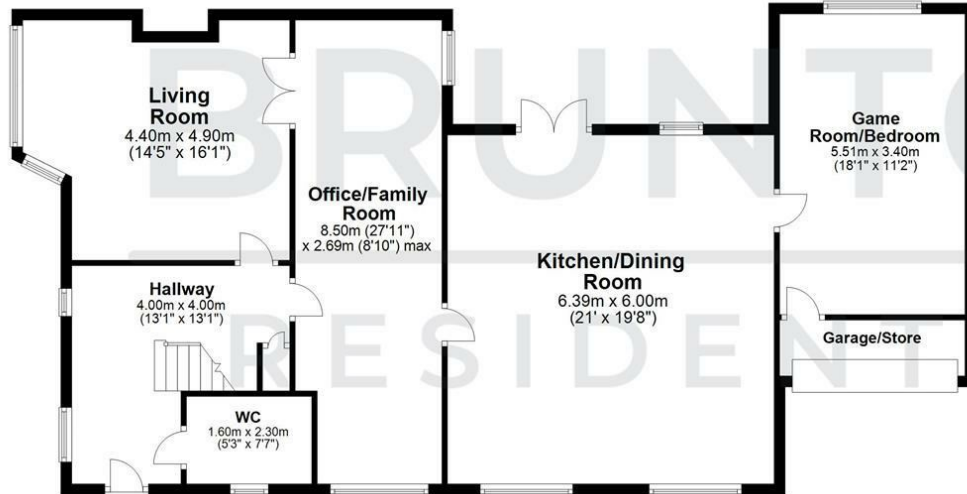 BRUNTO
RESIDENT
Living
Room
4.40m x 4.90m
(14'5" x 16'1")
Office/Family
Room
8.50m (27'11")
x 2.69m (8'10") max
Game
Room/Bedroom
5.51m x 3.40m
(18'1" x 11'2")
Kitchen/Dining
Room
6.39m x 6.00m
(21' x 19'8")
Hallway
4.00m x 4.00m
(13'1" x 13'1")
Garage/Store
WC
1.60m x 2.30m
(5'3" x 7'7")